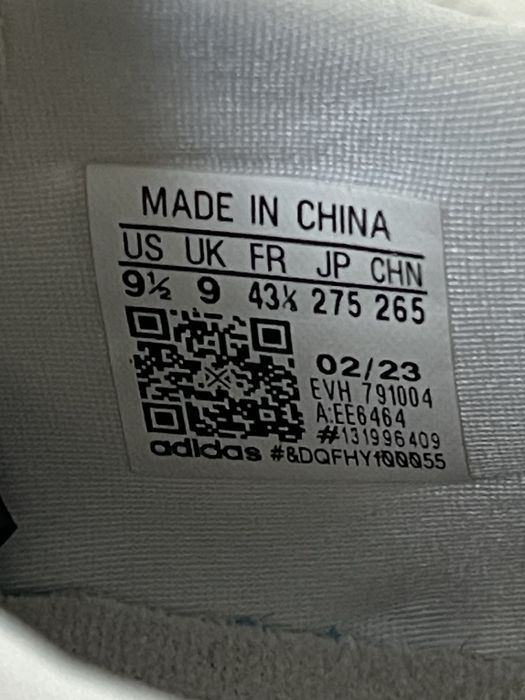 MADE IN CHINA
US UK FR JP CHN
9½ 9 43⅓ 275 265
02/23
EVH 791004
A:EE6464
#131996409
adidas #&DQFHYf00055